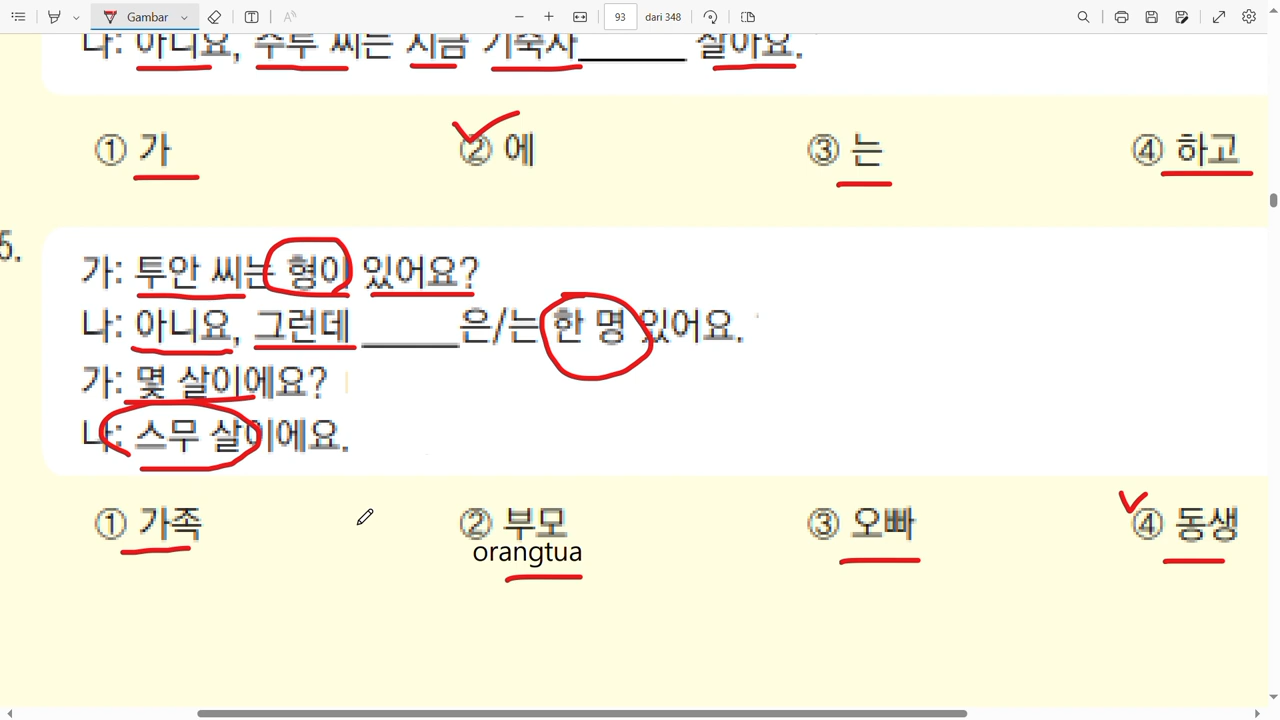 Gambar 93 dari 348
나: 아니요, 수루 씨는 지금 기숙사______ 살아요.
① 가 ② 에 ③ 는 ④ 하고
5.
가: 투안 씨는 형이 있어요?
나: 아니요, 그런데 ______은/는 한 명 있어요.
가: 몇 살이에요?
나: 스무 살이에요.
① 가족 ② 부모 ③ 오빠 ④ 동생
orangtua